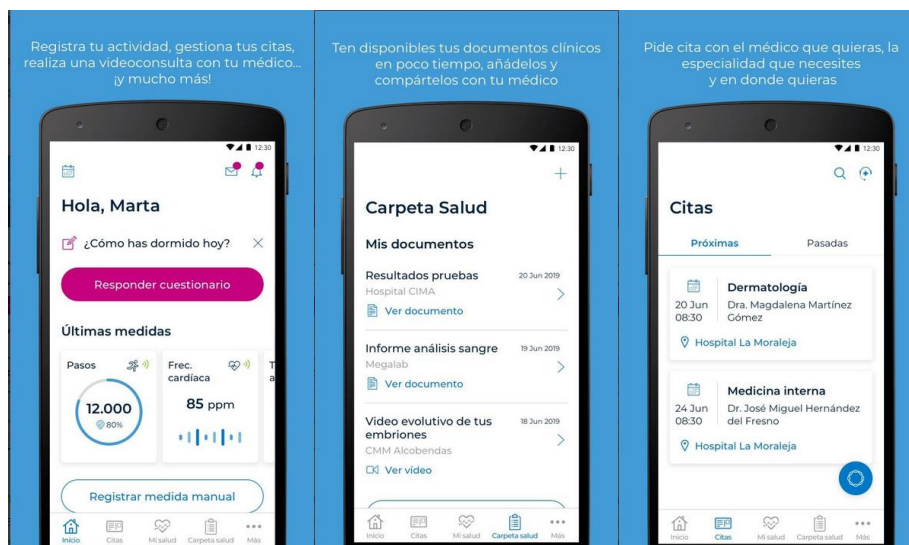 Registra tu actividad, gestiona tus citas,
realiza una videoconsulta con tu médico...
¡y mucho más!
12:30
Hola, Marta
¿Cómo has dormido hoy?
Responder cuestionario
Últimas medidas
Pasos
12.000
80%
Frec.
cardíaca
85 ppm
T
a
Registrar medida manual
Inicio
Citas
Mi salud
Carpeta salud
Más
Ten disponibles tus documentos clínicos
en poco tiempo, añádelos y
compártelos con tu médico
12:30
Carpeta Salud
Mis documentos
Resultados pruebas
20 Jun 2019
Hospital CIMA
Ver documento
Informe análisis sangre
19 Jun 2019
Megalab
Ver documento
Video evolutivo de tus
embriones
18 Jun 2019
CMM Alcobendas
Ver vídeo
Inicio
Citas
Mi salud
Carpeta salud
Más
Pide cita con el médico que quieras, la
especialidad que necesites
y en donde quieras
12:30
Citas
Próximas
Pasadas
20 Jun
08:30
Dermatología
Dra. Magdalena Martínez
Gómez
Hospital La Moraleja
24 Jun
08:30
Medicina interna
Dr. José Miguel Hernández
del Fresno
Hospital La Moraleja
Inicio
Citas
Mi salud
Carpeta salud
Más